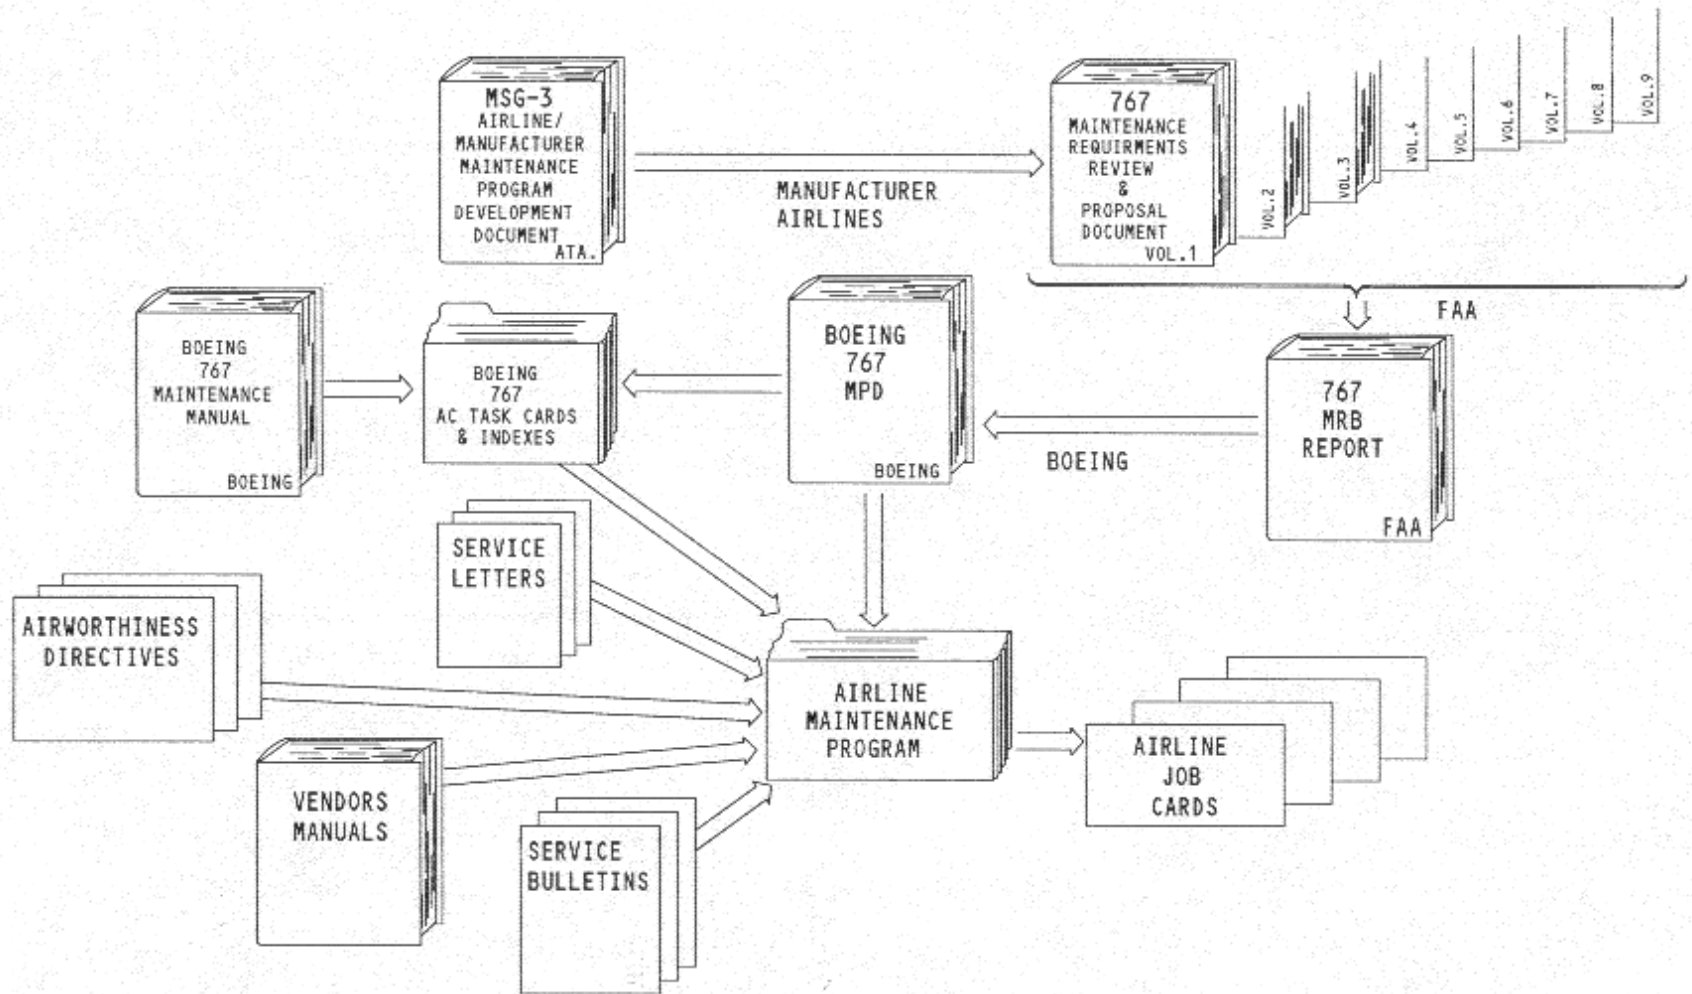 MSG-3
AIRLINE/
MANUFACTURER
MAINTENANCE
PROGRAM
DEVELOPMENT
DOCUMENT
ATA.
MANUFACTURER
AIRLINES
767
MAINTENANCE
REQUIRMENTS
REVIEW
&
PROPOSAL
DOCUMENT
VOL.1
VOL.2
VOL.3
VOL.4
VOL.5
VOL.6
VOL.7
VOL.8
VOL.9
FAA
BOEING
767
MAINTENANCE
MANUAL
BOEING
BOEING
767
AC TASK CARDS
& INDEXES
BOEING
767
MPD
BOEING
BOEING
767
MRB
REPORT
FAA
SERVICE
LETTERS
AIRWORTHINESS
DIRECTIVES
VENDORS
MANUALS
SERVICE
BULLETINS
AIRLINE
MAINTENANCE
PROGRAM
AIRLINE
JOB
CARDS